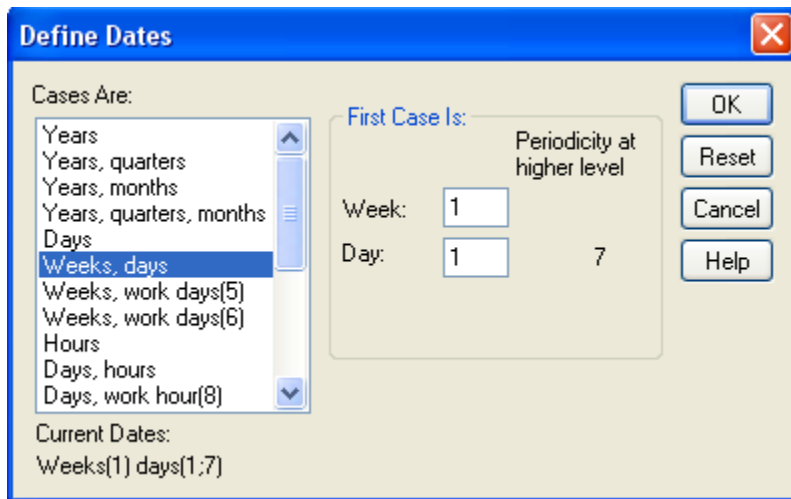 Define Dates
Cases Are:
Years
Years, quarters
Years, months
Years, quarters, months
Days
Weeks, days
Weeks, work days(5)
Weeks, work days(6)
Hours
Days, hours
Days, work hour(8)
Current Dates:
Weeks(1) days(1;7)
First Case Is:
Periodicity at
higher level
Week: 1
Day: 1 7
OK
Reset
Cancel
Help